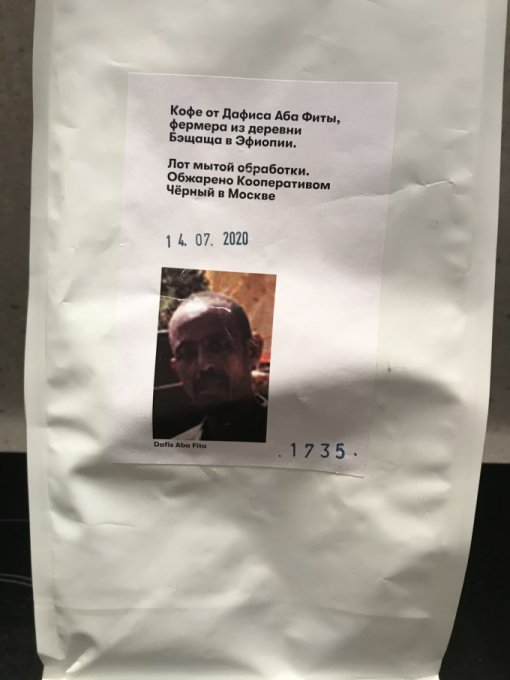 Кофе от Дафиса Аба Фиты,
фермера из деревни
Бэщаща в Эфиопии.
Лот мытой обработки.
Обжарено Кооперативом
Чёрный в Москве
14.07.2020
Dafis Abo Fita
.1735.